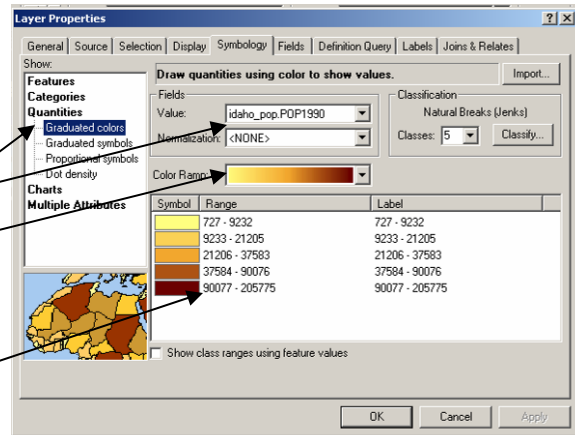 Layer Properties
General Source Selection Display Symbology Fields Definition Query Labels Joins & Relates
Show:
Features
Categories
Quantities
Graduated colors
Graduated symbols
Proportional symbols
Dot density
Charts
Multiple Attributes
Draw quantities using color to show values.
Import...
Fields
Value: idaho_pop.POP1990
Normalization: <NONE>
Classification
Natural Breaks (Jenks)
Classes: 5 Classify...
Color Ramp:
Symbol Range Label
727 - 9232 727 - 9232
9233 - 21205 9233 - 21205
21206 - 37583 21206 - 37583
37584 - 90076 37584 - 90076
90077 - 205775 90077 - 205775
Show class ranges using feature values
OK Cancel Apply